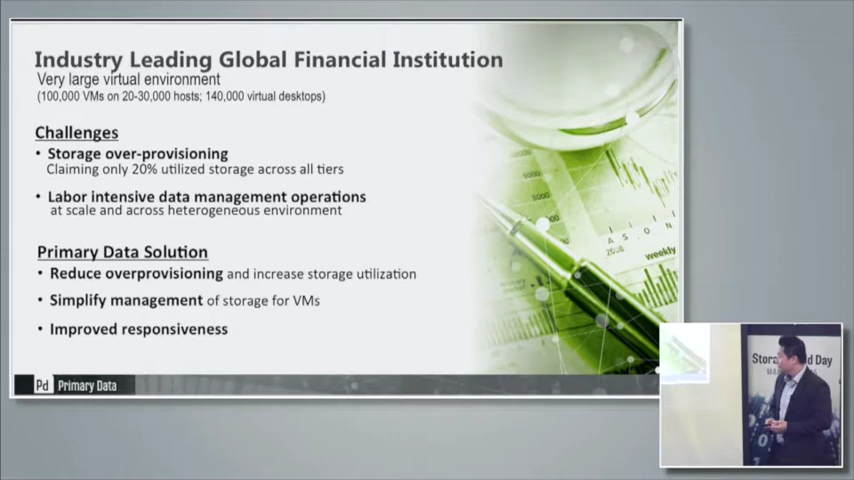 Industry Leading Global Financial Institution
Very large virtual environment
(100,000 VMs on 20-30,000 hosts; 140,000 virtual desktops)
Challenges
• Storage over-provisioning
Claiming only 20% utilized storage across all tiers
• Labor intensive data management operations
at scale and across heterogeneous environment
Primary Data Solution
• Reduce overprovisioning and increase storage utilization
• Simplify management of storage for VMs
• Improved responsiveness
Pd Primary Data
8000
A S O N
2008
weekly
Day